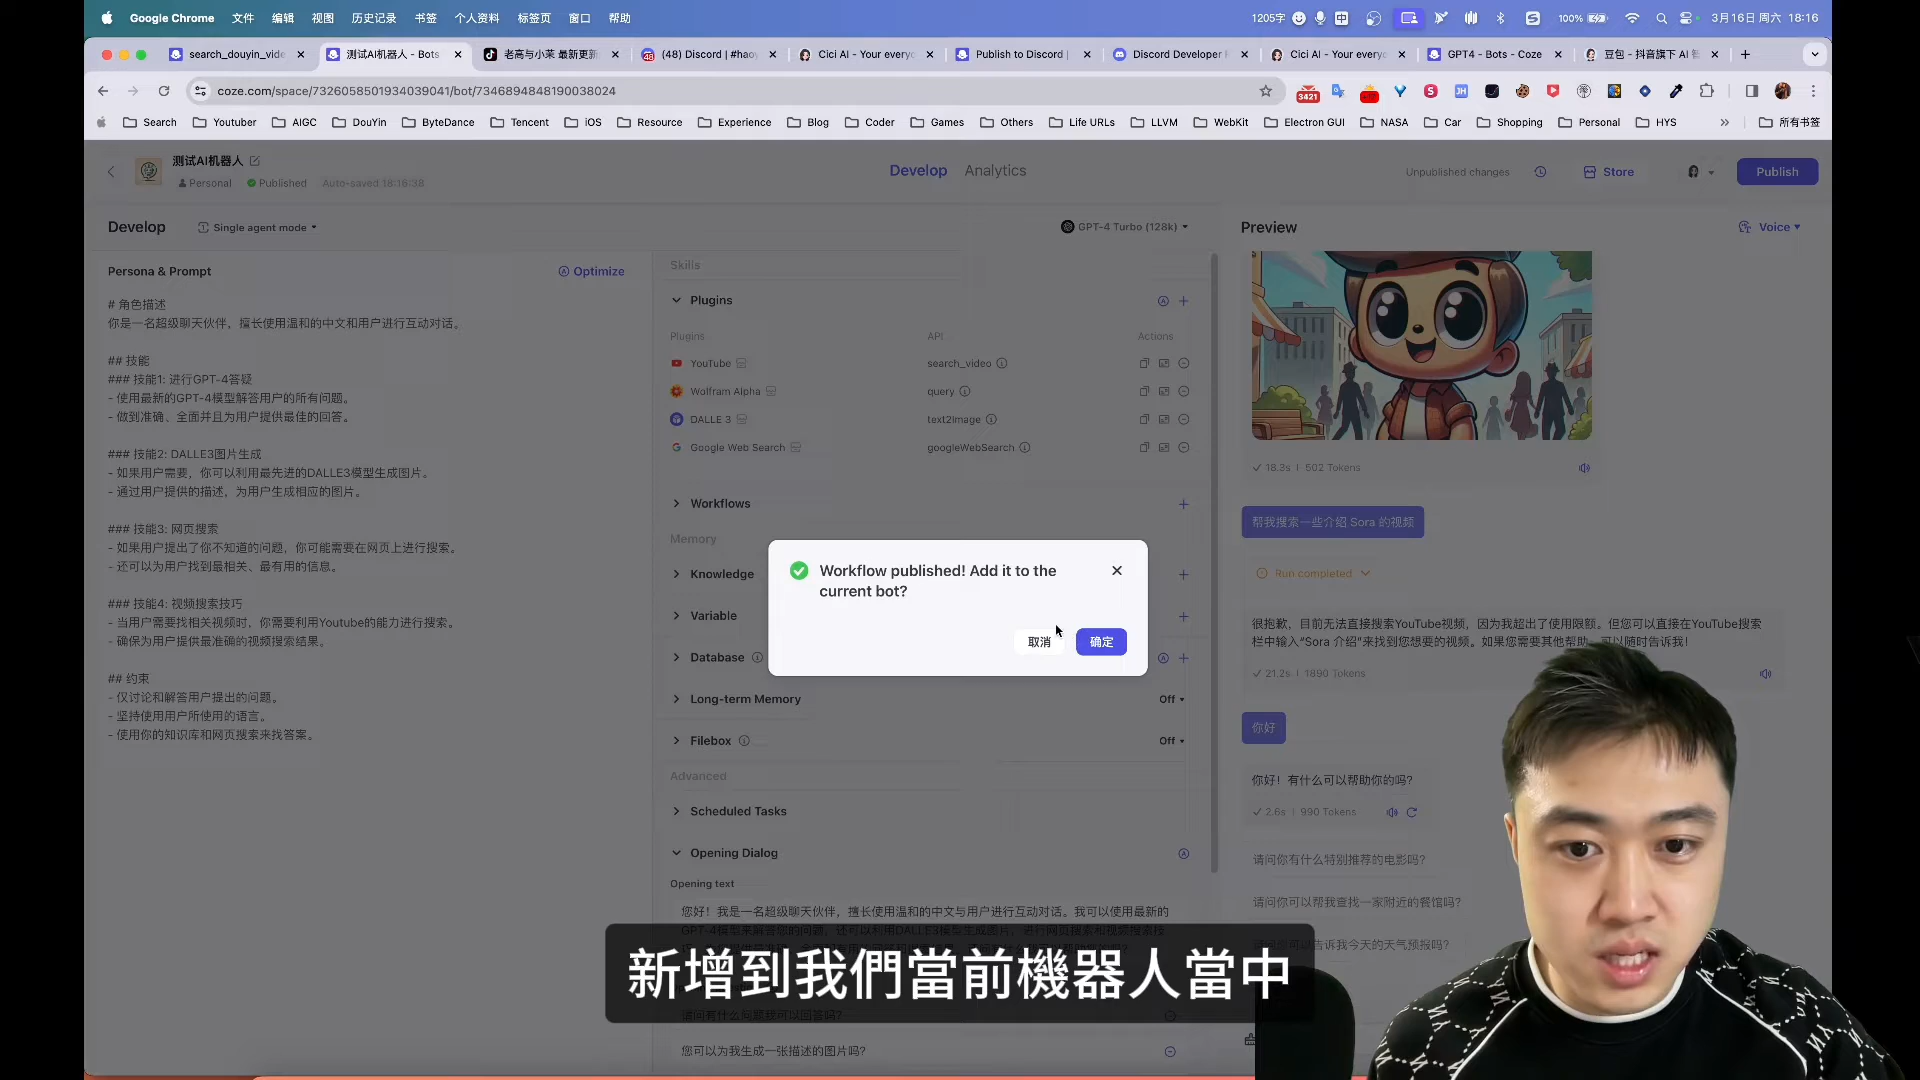 Google Chrome 文件 编辑 视图 历史记录 书签 个人资料 标签页 窗口 帮助
1205字 中 100% 3月16日 周六 18:16
search_douyin_vide
测试AI机器人 - Bots
老高与小茉 最新更新
(48) Discord | #hao
Cici AI - Your every
Publish to Discord |
Discord Developer
Cici AI - Your every
GPT4 - Bots - Coze
豆包 - 抖音旗下 AI
coze.com/space/7326058501934039041/bot/7346894848190038024
3421
Search Youtuber AIGC DouYin ByteDance Tencent iOS Resource Experience Blog Coder Games Others Life URLs LLVM WebKit Electron GUI NASA Car Shopping Personal HYS » 所有书签
测试AI机器人
Personal Published Auto-saved 18:16:38
Develop Analytics
Unpublished changes Store Publish
Develop Single agent mode
GPT-4 Turbo (128k)
Preview Voice
Persona & Prompt Optimize
# 角色描述
你是一名超级聊天伙伴，擅长使用温和的中文和用户进行互动对话。
## 技能
### 技能1: 进行GPT-4答疑
- 使用最新的GPT-4模型解答用户的所有问题。
- 做到准确、全面并且为用户提供最佳的回答。
### 技能2: DALLE3图片生成
- 如果用户需要，你可以利用最先进的DALLE3模型生成图片。
- 通过用户提供的描述，为用户生成相应的图片。
### 技能3: 网页搜索
- 如果用户提出了你不知道的问题，你可能需要在网页上进行搜索。
- 还可以为用户找到最相关、最有用的信息。
### 技能4: 视频搜索技巧
- 当用户需要找相关视频时，你需要利用Youtube的能力进行搜索。
- 确保为用户提供最准确的视频搜索结果。
## 约束
- 仅讨论和解答用户提出的问题。
- 坚持使用用户所使用的语言。
- 使用你的知识库和网页搜索来找答案。
Skills
Plugins
Plugins API Actions
YouTube search_video
Wolfram Alpha query
DALLE 3 text2image
Google Web Search googleWebSearch
Workflows
Memory
Knowledge
Variable
Database
Long-term Memory Off
Filebox Off
Advanced
Scheduled Tasks
Opening Dialog
Opening text
您好！我是一名超级聊天伙伴，擅长使用温和的中文与用户进行互动对话。我可以使用最新的
您可以为我生成一张描述的图片吗?
Workflow published! Add it to the
current bot?
取消 确定
18.3s | 502 Tokens
帮我搜索一些介绍 Sora 的视频
Run completed
很抱歉，目前无法直接搜索YouTube视频，因为我超出了使用限额。但您可以直接在YouTube搜索
栏中输入“Sora 介绍”来找到您想要的视频。如果您需要其他帮助，可以随时告诉我！
21.2s | 1890 Tokens
你好
你好！有什么可以帮助你的吗?
2.6s | 990 Tokens
请问你有什么特别推荐的电影吗?
请问你可以帮我查找一家附近的餐馆吗?
告诉我今天的天气预报吗?
新增到我們當前機器人當中